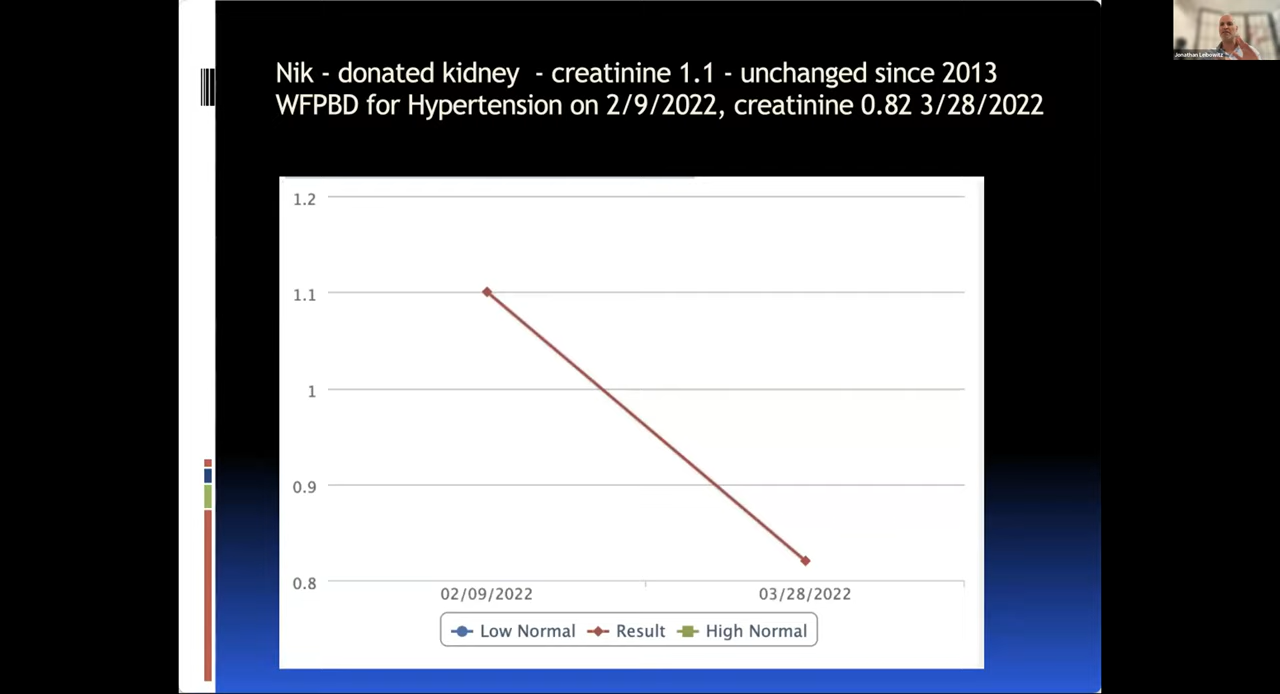 Nik - donated kidney - creatinine 1.1 - unchanged since 2013
WFPBD for Hypertension on 2/9/2022, creatinine 0.82 3/28/2022
Jonathan Leibowitz
1.2
1.1
1
0.9
0.8
02/09/2022 03/28/2022
Low Normal Result High Normal